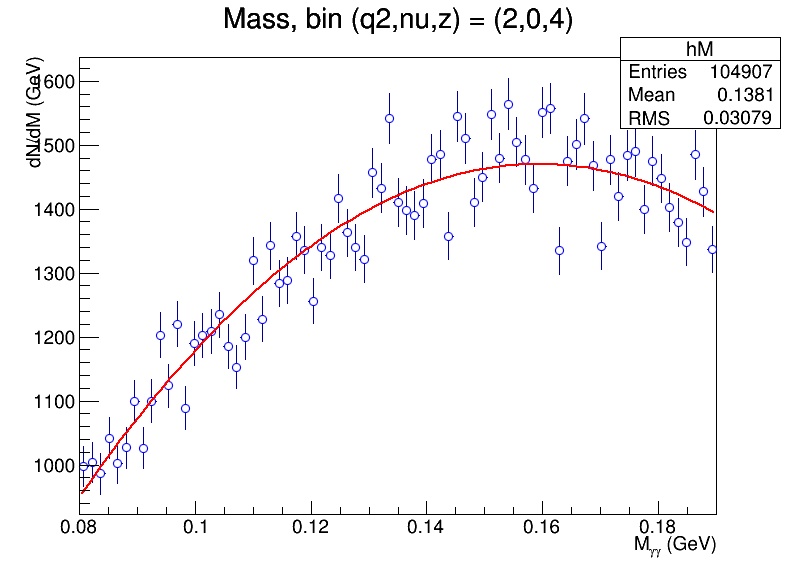 Mass, bin (q2,nu,z) = (2,0,4)
hM
Entries 104907
Mean 0.1381
RMS 0.03079
dN/dM (GeV)
1600
1500
1400
1300
1200
1100
1000
0.08 0.1 0.12 0.14 0.16 0.18
Mγγ (GeV)